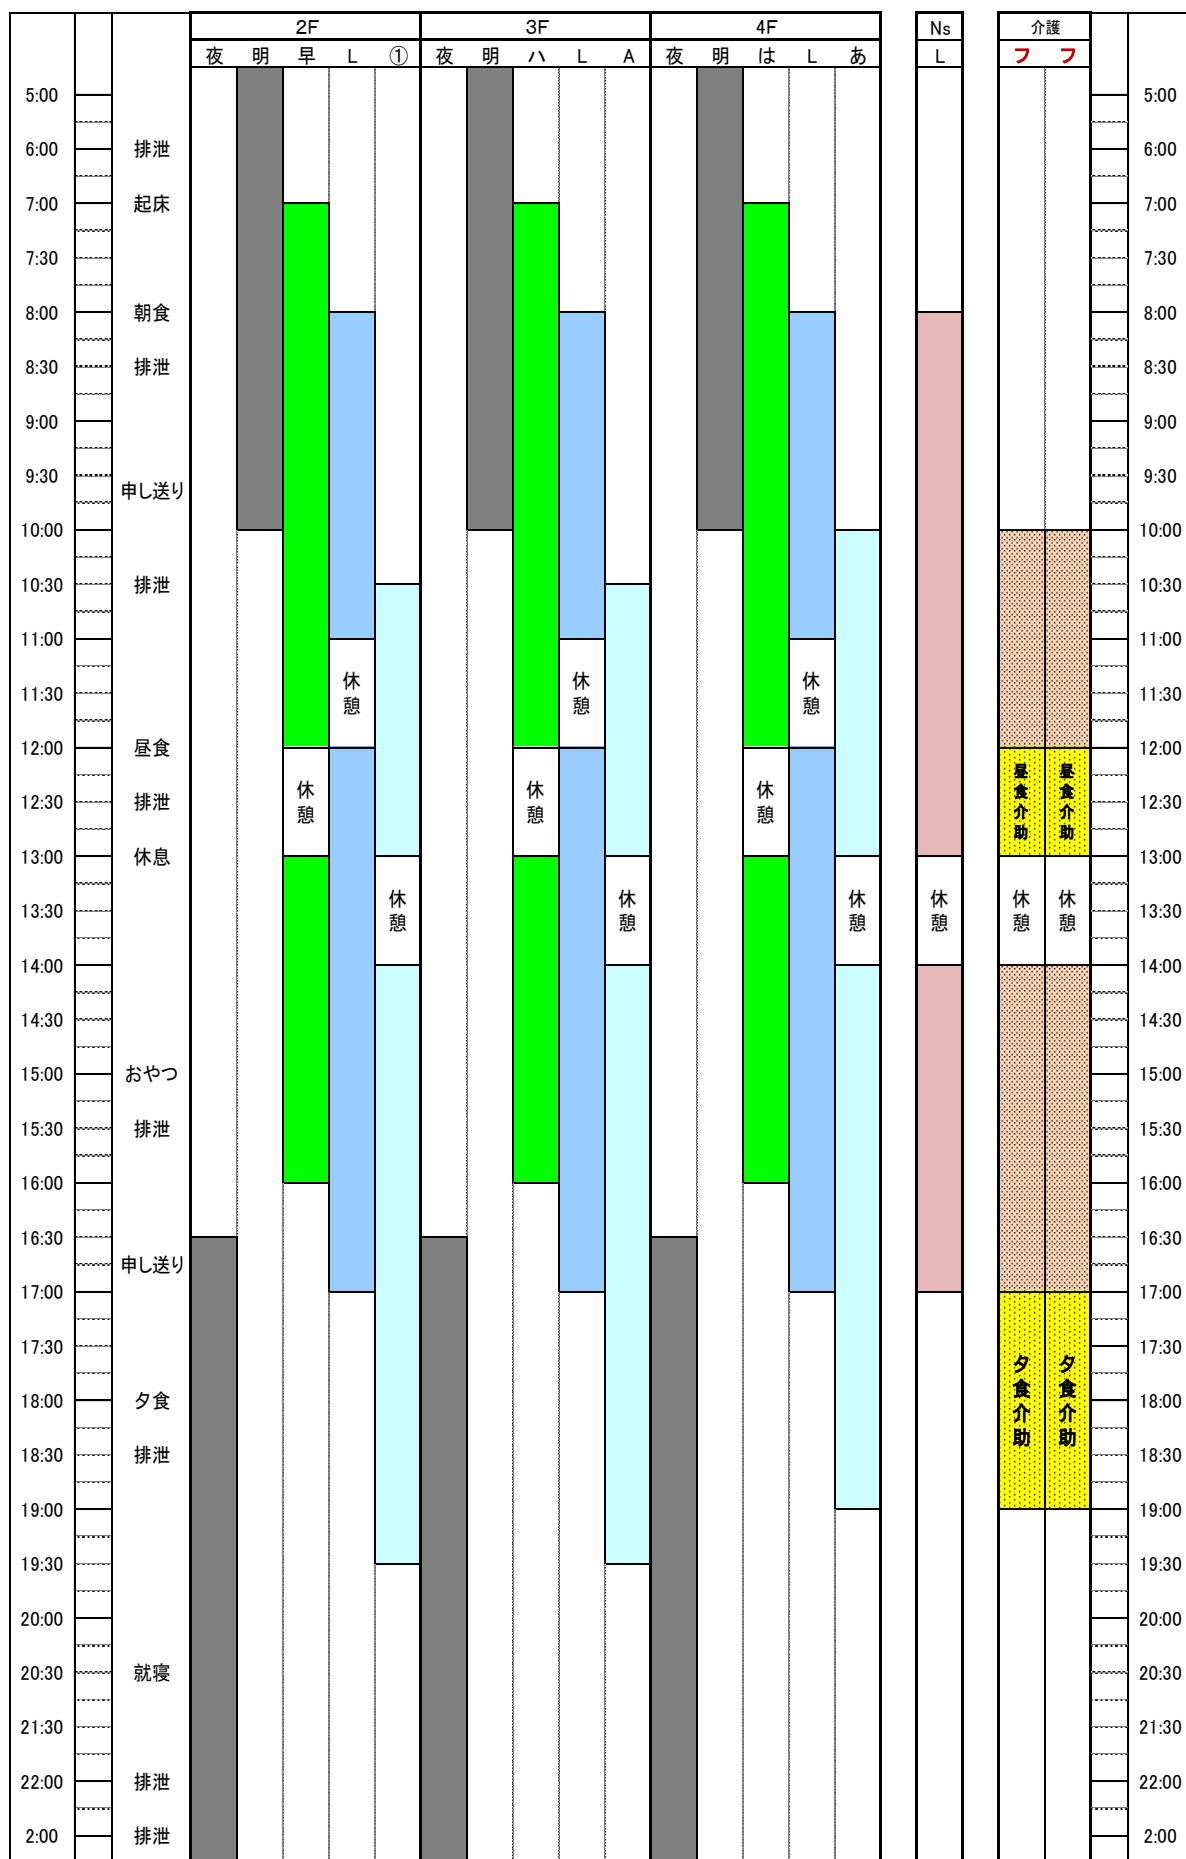 2F 3F 4F Ns 介護
夜 明 早 L ① 夜 明 ハ L A 夜 明 は L あ L フ フ
5:00 5:00
6:00 排泄 6:00
7:00 起床 7:00
7:30 7:30
8:00 朝食 8:00
8:30 排泄 8:30
9:00 9:00
9:30 9:30
申し送り
10:00 10:00
10:30 排泄 10:30
11:00 11:00
休憩 休憩 休憩
11:30 11:30
12:00 昼食 12:00
休憩 休憩 休憩 昼食介助 昼食介助
12:30 排泄 12:30
13:00 休息 13:00
休憩 休憩 休憩 休憩 休憩 休憩
13:30 13:30
14:00 14:00
14:30 14:30
15:00 おやつ 15:00
15:30 排泄 15:30
16:00 16:00
16:30 16:30
申し送り
17:00 17:00
17:30 17:30
夕食介助 夕食介助
18:00 夕食 18:00
18:30 排泄 18:30
19:00 19:00
19:30 19:30
20:00 20:00
20:30 就寝 20:30
21:30 21:30
22:00 排泄 22:00
2:00 排泄 2:00